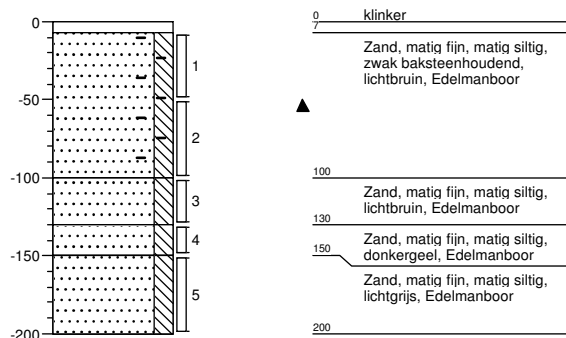 0
-50
-100
-150
-200
1
2
3
4
5
0 klinker
7
Zand, matig fijn, matig siltig,
zwak baksteenhoudend,
lichtbruin, Edelmanboor
100
Zand, matig fijn, matig siltig,
lichtbruin, Edelmanboor
130
Zand, matig fijn, matig siltig,
donkergeel, Edelmanboor
150
Zand, matig fijn, matig siltig,
lichtgrijs, Edelmanboor
200